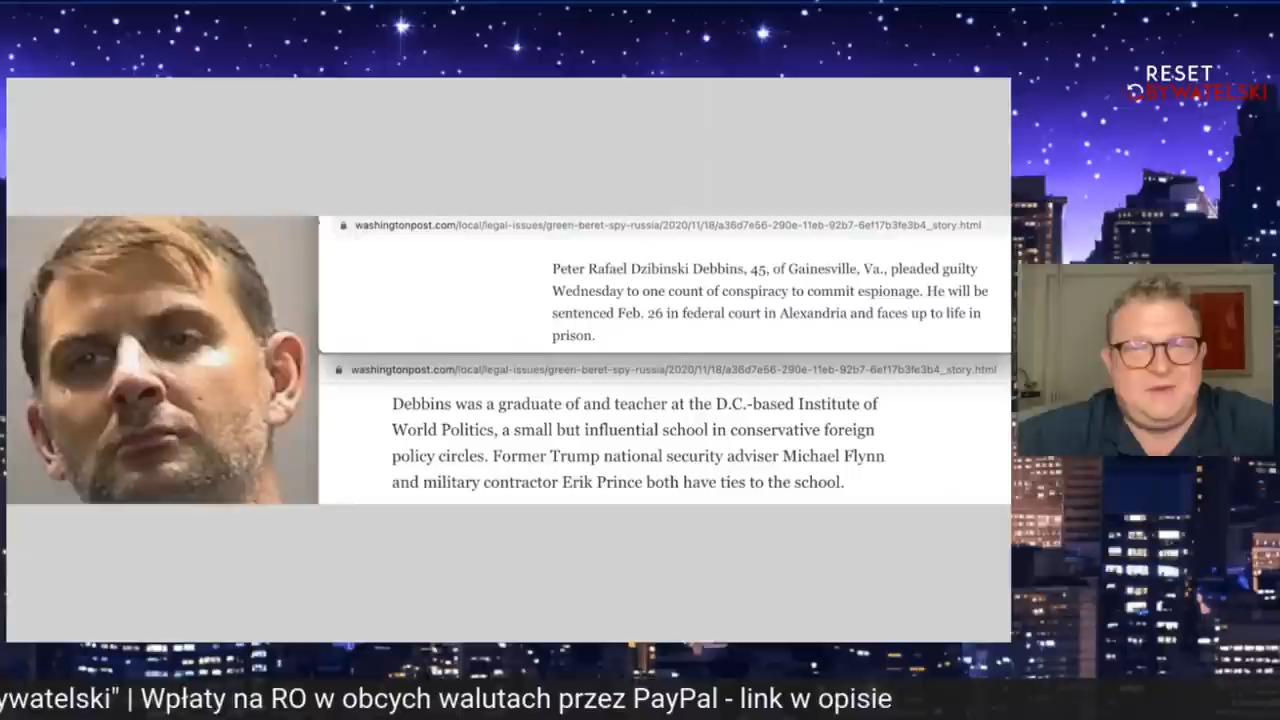 RESET
OBYWATELSKI
washingtonpost.com/local/legal-issues/green-beret-spy-russia/2020/11/18/a36d7e56-290e-11eb-92b7-6ef17b3fe3b4_story.html
Peter Rafael Dzibinski Debbins, 45, of Gainesville, Va., pleaded guilty
Wednesday to one count of conspiracy to commit espionage. He will be
sentenced Feb. 26 in federal court in Alexandria and faces up to life in
prison.
washingtonpost.com/local/legal-issues/green-beret-spy-russia/2020/11/18/a36d7e56-290e-11eb-92b7-6ef17b3fe3b4_story.html
Debbins was a graduate of and teacher at the D.C.-based Institute of
World Politics, a small but influential school in conservative foreign
policy circles. Former Trump national security adviser Michael Flynn
and military contractor Erik Prince both have ties to the school.
ywatelski" | Wpłaty na RO w obcych walutach przez PayPal - link w opisie